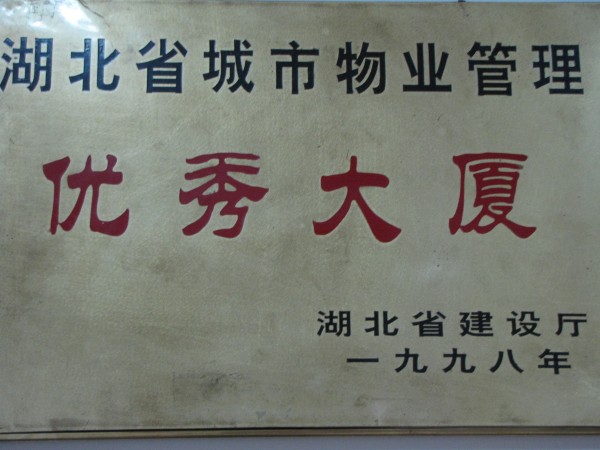 湖北省城市物业管理
优秀大厦
湖北省建设厅
一九九八年